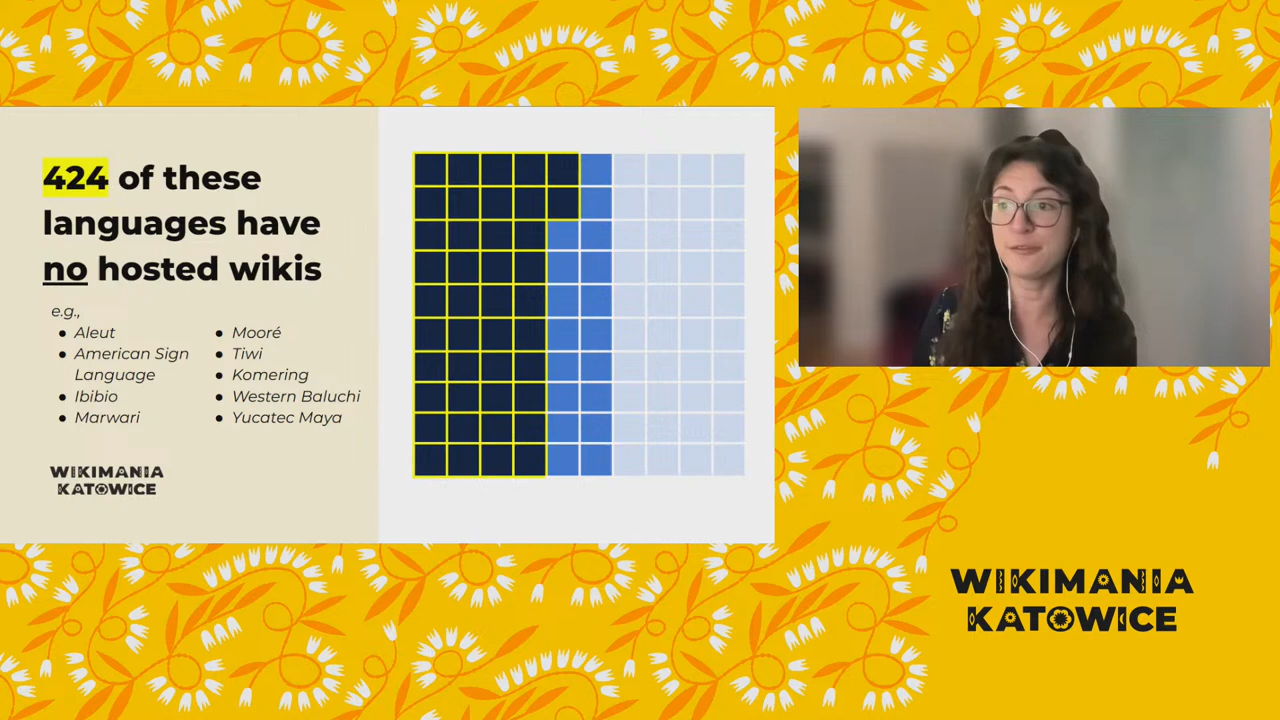 424 of these
languages have
no hosted wikis
e.g.,
● Aleut
● American Sign
Language
● Ibibio
● Marwari
● Mooré
● Tiwi
● Komering
● Western Baluchi
● Yucatec Maya
WIKIMANIA
KATOWICE
WIKIMANIA
KATOWICE